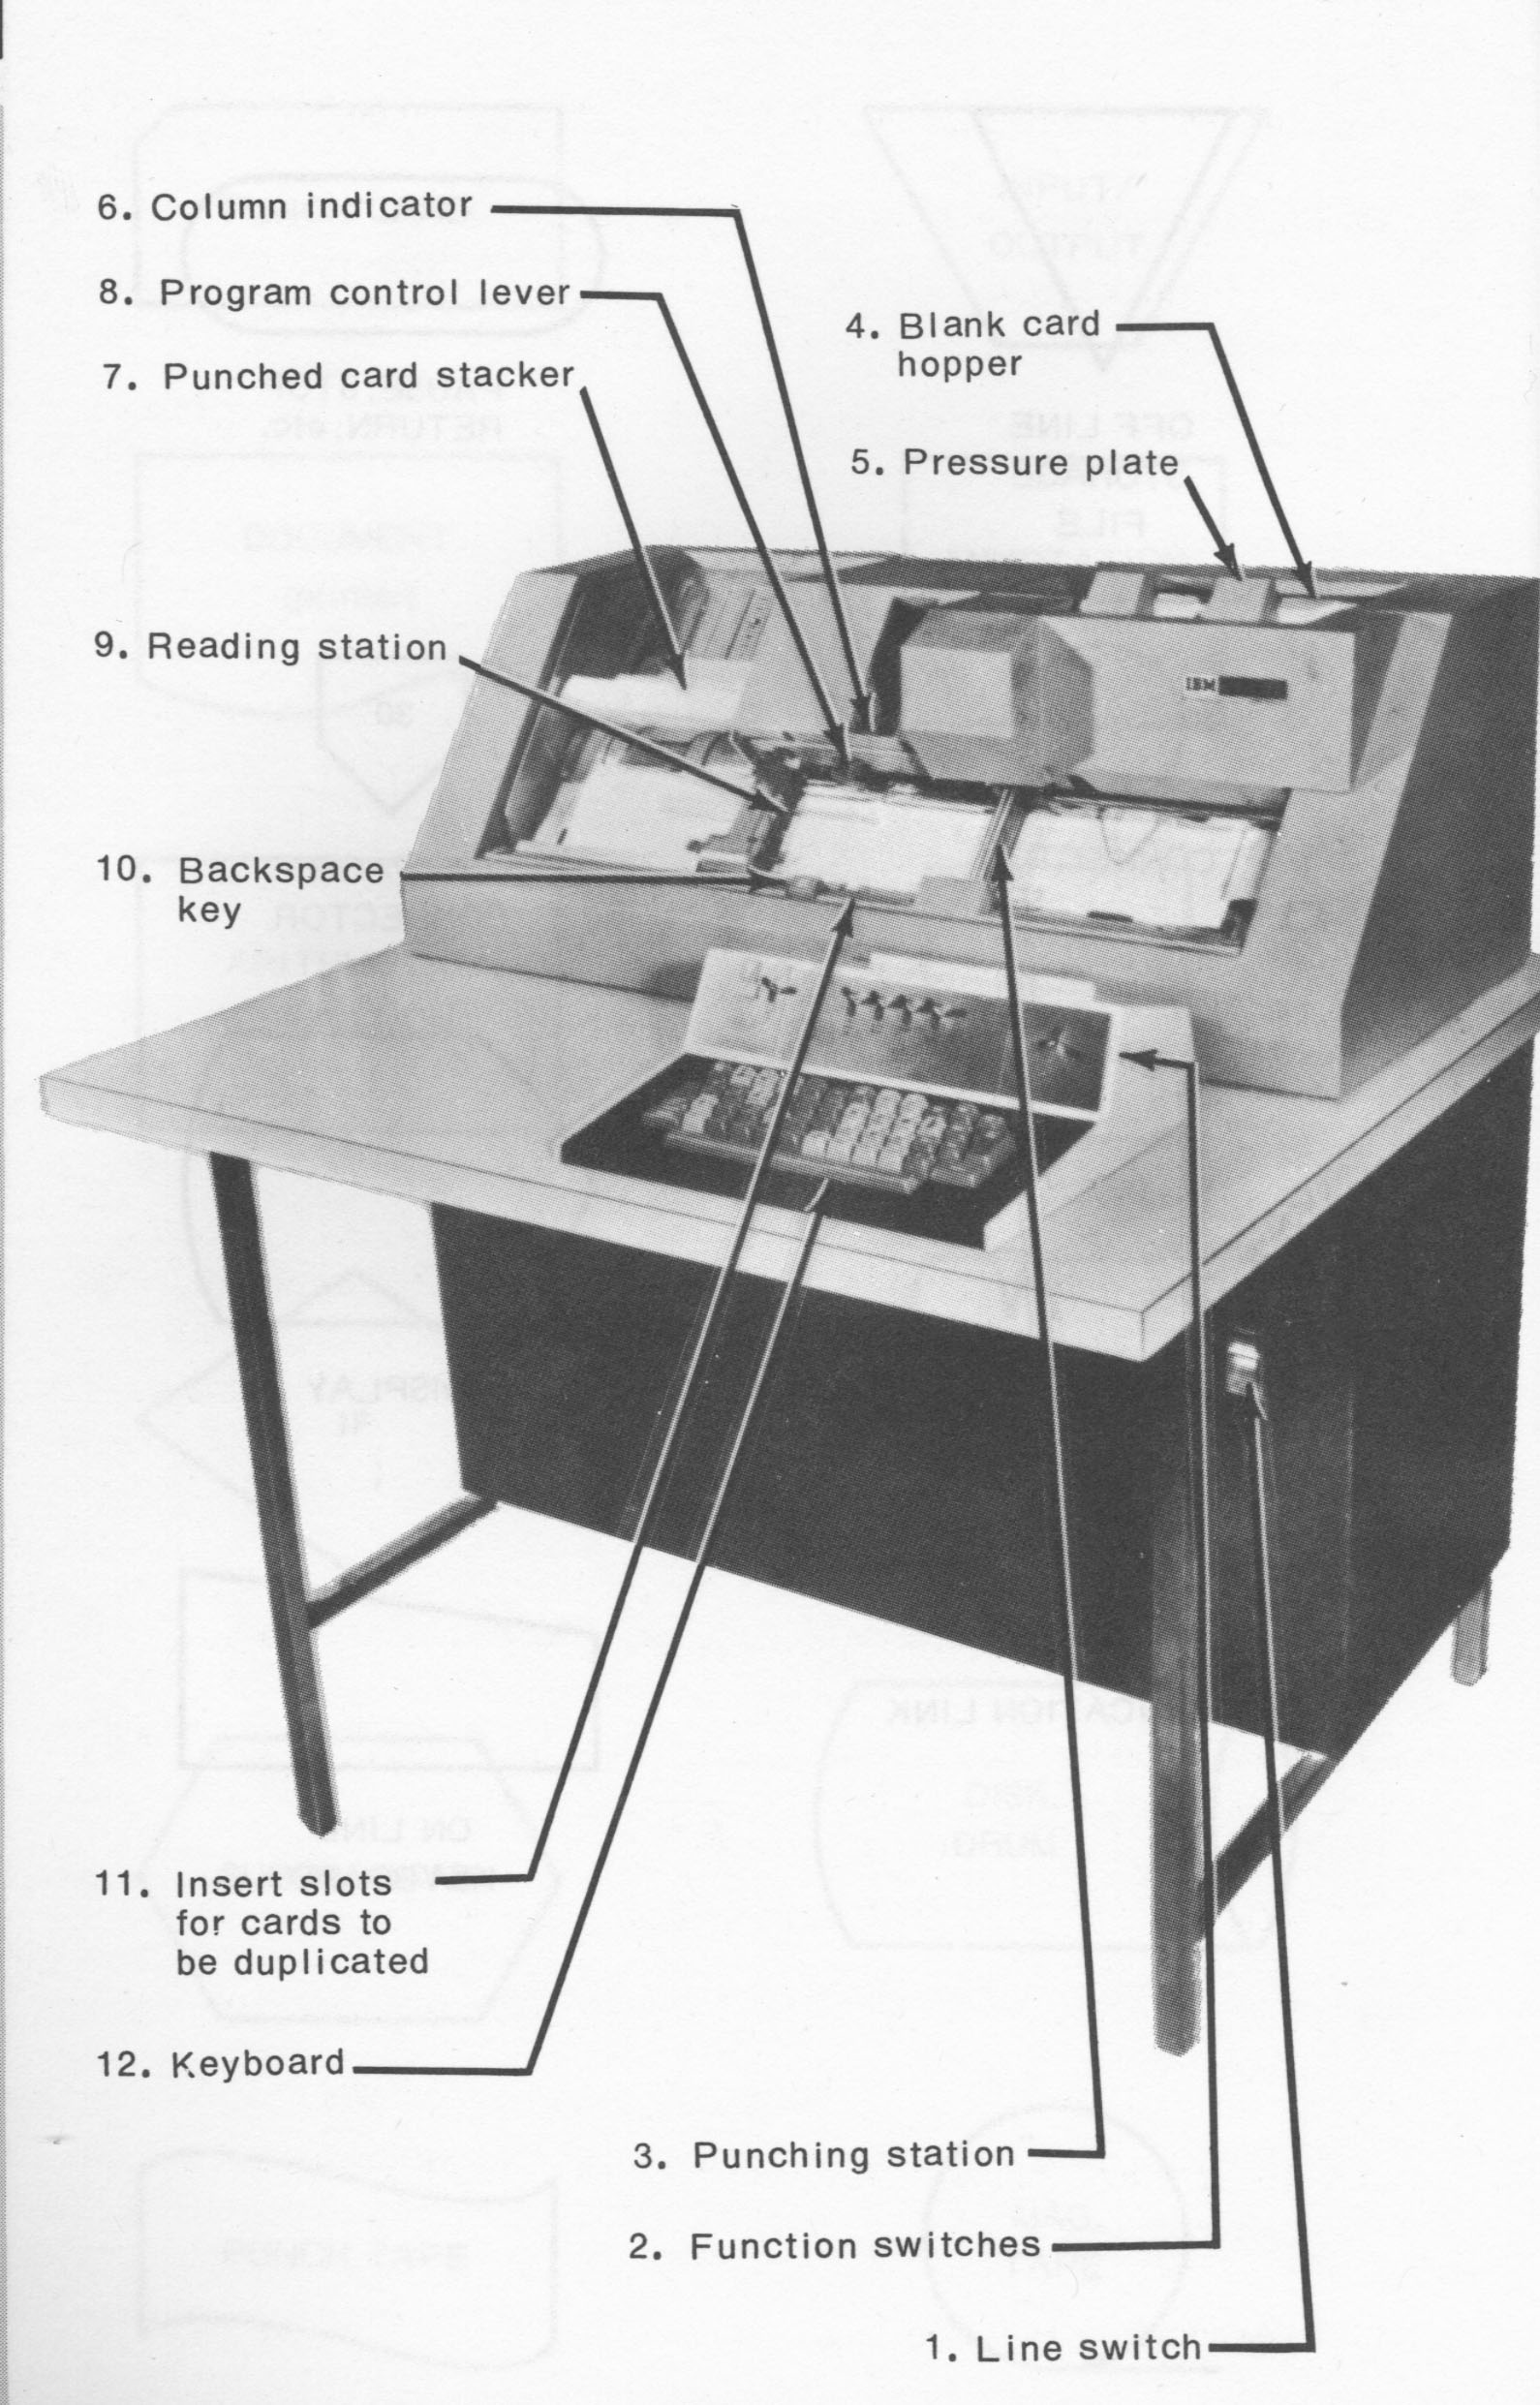 6. Column indicator
8. Program control lever
4. Blank card
hopper
7. Punched card stacker
5. Pressure plate
9. Reading station
IBM
10. Backspace
key
11. Insert slots
for cards to
be duplicated
12. Keyboard
3. Punching station
2. Function switches
1. Line switch